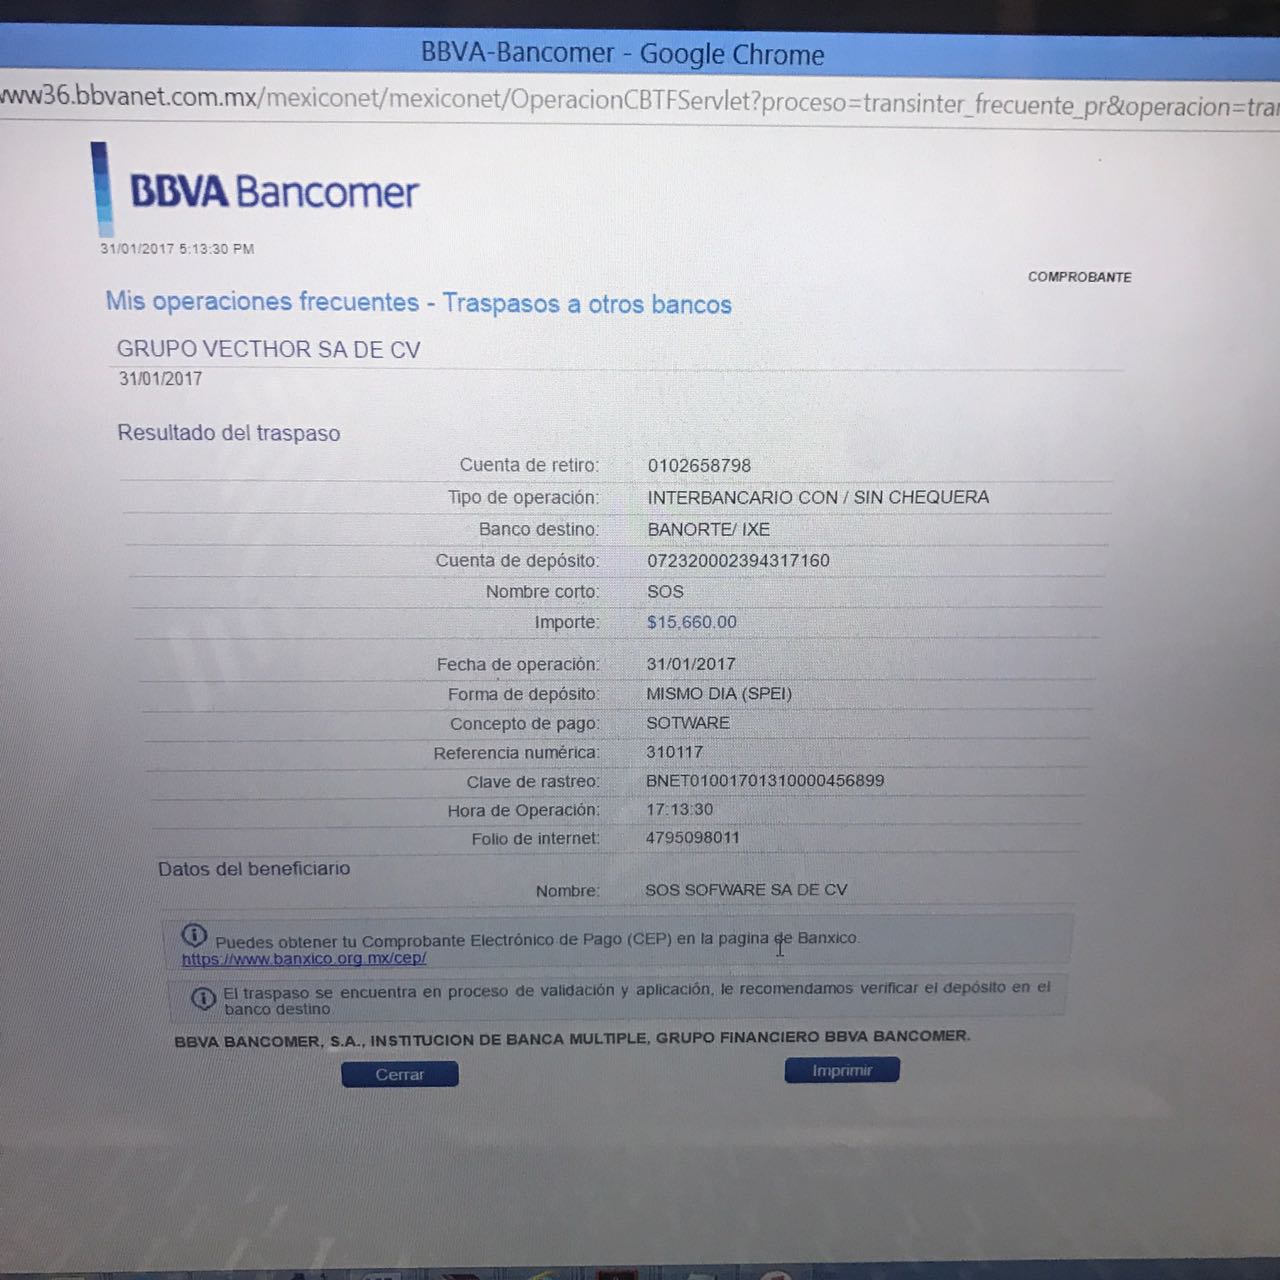 BBVA-Bancomer - Google Chrome
www36.bbvanet.com.mx/mexiconet/mexiconet/OperacionCBTFServlet?proceso=transinter_frecuente_pr&operacion=tra
BBVA Bancomer
31/01/2017 5:13:30 PM
COMPROBANTE
Mis operaciones frecuentes - Traspasos a otros bancos
GRUPO VECTHOR SA DE CV
31/01/2017
Resultado del traspaso
Cuenta de retiro: 0102658798
Tipo de operación: INTERBANCARIO CON / SIN CHEQUERA
Banco destino: BANORTE/ IXE
Cuenta de depósito: 072320002394317160
Nombre corto: SOS
Importe: $15,660.00
Fecha de operación: 31/01/2017
Forma de depósito: MISMO DIA (SPEI)
Concepto de pago: SOTWARE
Referencia numérica: 310117
Clave de rastreo: BNET01001701310000456899
Hora de Operación: 17:13:30
Folio de internet: 4795098011
Datos del beneficiario
Nombre: SOS SOFWARE SA DE CV
Puedes obtener tu Comprobante Electrónico de Pago (CEP) en la pagina de Banxico.
https://www.banxico.org.mx/cep/
El traspaso se encuentra en proceso de validación y aplicación, le recomendamos verificar el depósito en el
banco destino.
BBVA BANCOMER, S.A., INSTITUCION DE BANCA MULTIPLE, GRUPO FINANCIERO BBVA BANCOMER.
Cerrar
Imprimir